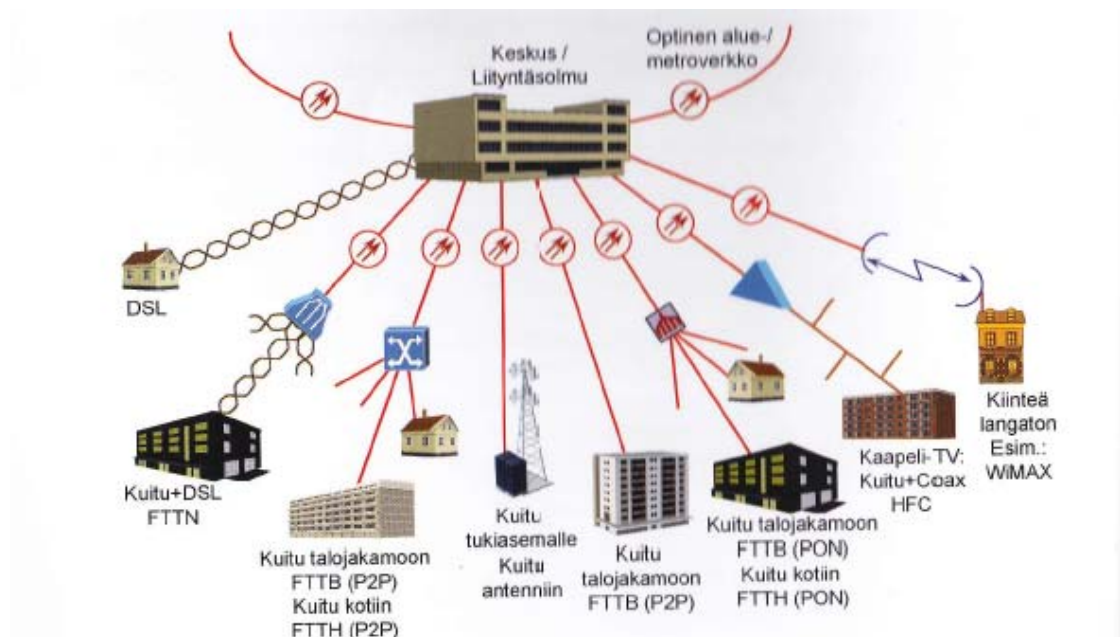 Keskus /
Liityntäsolmu
Optinen alue-/
metroverkko
DSL
Kuitu+DSL
FTTN
Kuitu talojakamoon
FTTB (P2P)
Kuitu kotiin
FTTH (P2P)
Kuitu
tukiasemalle
Kuitu
antenniin
Kuitu
talojakamoon
FTTB (P2P)
Kuitu talojakamoon
FTTB (PON)
Kuitu kotiin
FTTH (PON)
Kaapeli-TV:
Kuitu+Coax
HFC
Kiinteä
langaton
Esim.:
WiMAX